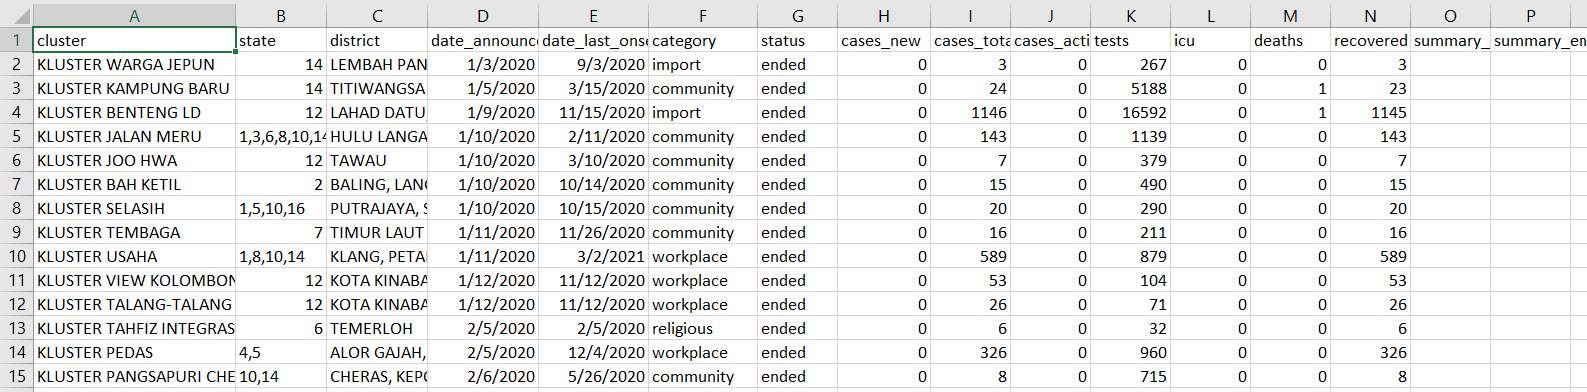 A B C D E F G H I J K L M N O P
1 cluster state district date_announc date_last_onse category status cases_new cases_tota cases_acti tests icu deaths recovered summary_ summary_en
2 KLUSTER WARGA JEPUN 14 LEMBAH PAN 1/3/2020 9/3/2020 import ended 0 3 0 267 0 0 3
3 KLUSTER KAMPUNG BARU 14 TITIWANGSA 1/5/2020 3/15/2020 community ended 0 24 0 5188 0 1 23
4 KLUSTER BENTENG LD 12 LAHAD DATU, 1/9/2020 11/15/2020 import ended 0 1146 0 16592 0 1 1145
5 KLUSTER JALAN MERU 1,3,6,8,10,14 HULU LANGA 1/10/2020 2/11/2020 community ended 0 143 0 1139 0 0 143
6 KLUSTER JOO HWA 12 TAWAU 1/10/2020 3/10/2020 community ended 0 7 0 379 0 0 7
7 KLUSTER BAH KETIL 2 BALING, LANG 1/10/2020 10/14/2020 community ended 0 15 0 490 0 0 15
8 KLUSTER SELASIH 1,5,10,16 PUTRAJAYA, S 1/10/2020 10/15/2020 community ended 0 20 0 290 0 0 20
9 KLUSTER TEMBAGA 7 TIMUR LAUT 1/11/2020 11/26/2020 community ended 0 16 0 211 0 0 16
10 KLUSTER USAHA 1,8,10,14 KLANG, PETA 1/11/2020 3/2/2021 workplace ended 0 589 0 879 0 0 589
11 KLUSTER VIEW KOLOMBON 12 KOTA KINABA 1/12/2020 11/12/2020 workplace ended 0 53 0 104 0 0 53
12 KLUSTER TALANG-TALANG 12 KOTA KINABA 1/12/2020 11/12/2020 workplace ended 0 26 0 71 0 0 26
13 KLUSTER TAHFIZ INTEGRAS 6 TEMERLOH 2/5/2020 2/5/2020 religious ended 0 6 0 32 0 0 6
14 KLUSTER PEDAS 4,5 ALOR GAJAH, 2/5/2020 12/4/2020 workplace ended 0 326 0 960 0 0 326
15 KLUSTER PANGSAPURI CHE 10,14 CHERAS, KEPO 2/6/2020 5/26/2020 community ended 0 8 0 715 0 0 8